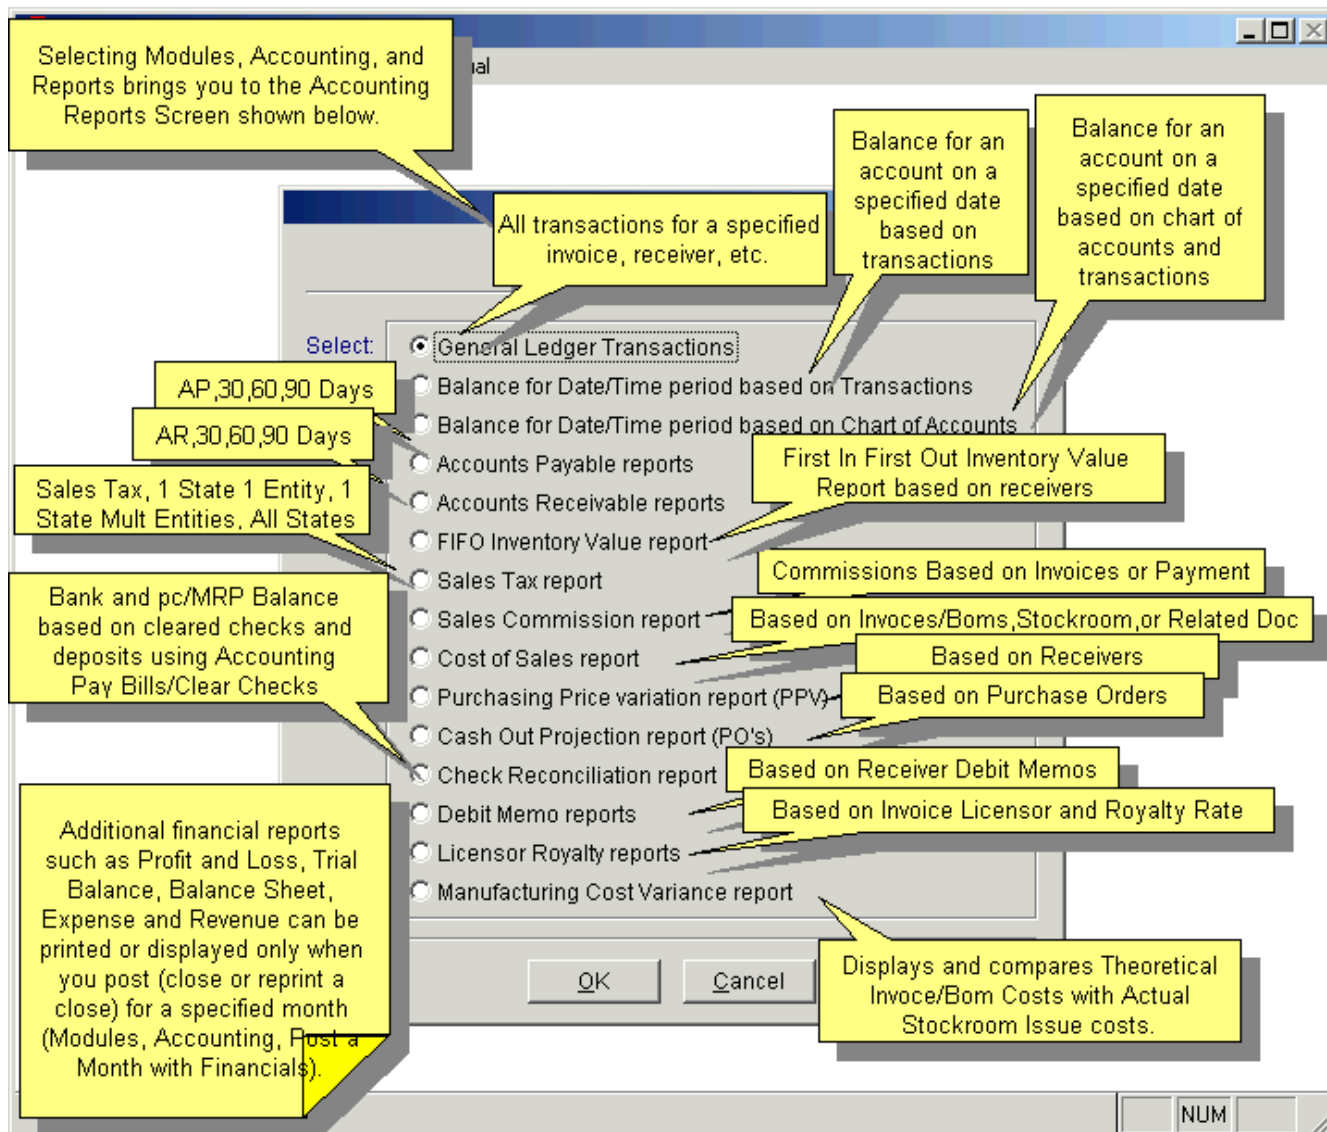 Selecting Modules, Accounting, and
Reports brings you to the Accounting
Reports Screen shown below.
ual
Balance for an
account on a
specified date
based on
transactions
Balance for an
account on a
specified date
based on chart of
accounts and
transactions
All transactions for a specified
invoice, receiver, etc.
Select:
General Ledger Transactions
Balance for Date/Time period based on Transactions
Balance for Date/Time period based on Chart of Accounts
Accounts Payable reports
Accounts Receivable reports
FIFO Inventory Value report
Sales Tax report
Sales Commission report
Cost of Sales report
Purchasing Price variation report (PPV)
Cash Out Projection report (PO's)
Check Reconciliation report
Debit Memo reports
Licensor Royalty reports
Manufacturing Cost Variance report
AP,30,60,90 Days
AR,30,60,90 Days
Sales Tax, 1 State 1 Entity, 1
State Mult Entities, All States
Bank and pc/MRP Balance
based on cleared checks and
deposits using Accounting
Pay Bills/Clear Checks
First In First Out Inventory Value
Report based on receivers
Commissions Based on Invoices or Payment
Based on Invoces/Boms,Stockroom,or Related Doc
Based on Receivers
Based on Purchase Orders
Based on Receiver Debit Memos
Based on Invoice Licensor and Royalty Rate
Displays and compares Theoretical
Invoce/Bom Costs with Actual
Stockroom Issue costs.
Additional financial reports
such as Profit and Loss, Trial
Balance, Balance Sheet,
Expense and Revenue can be
printed or displayed only when
you post (close or reprint a
close) for a specified month
(Modules, Accounting, Post a
Month with Financials).
OK
Cancel
NUM